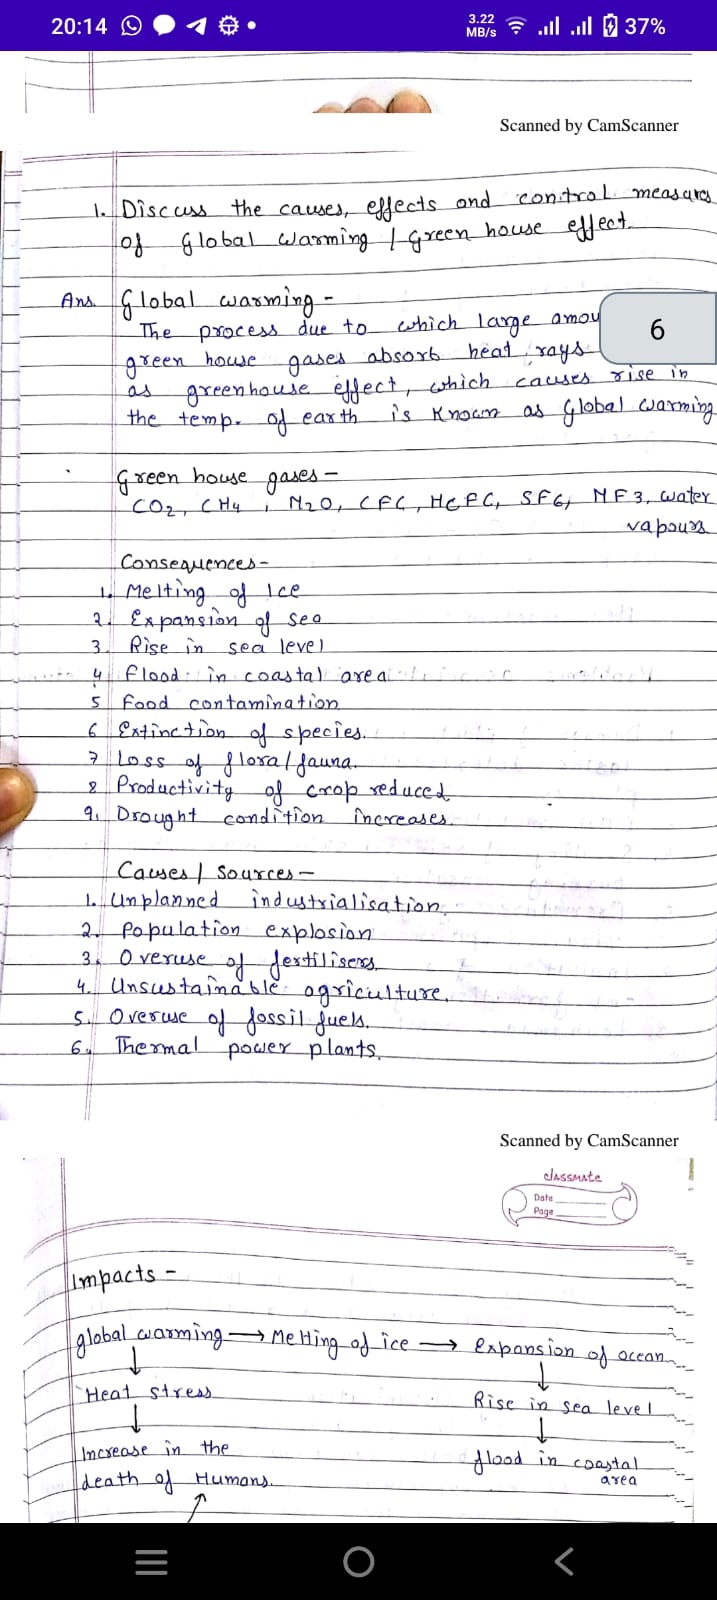 20:14
3.22 MB/s
37%
Scanned by CamScanner
1. Discuss the causes, effects and control measures
of Global warming / Green house effect.
Ans. Global warming -
The process due to which large amou
6
green house gases absorb heat rays
as greenhouse effect, which causes rise in
the temp. of earth is known as Global warming
Green house gases -
CO2, CH4, N2O, CFC, HCFC, SF6, NF3, water
vapours
Consequences -
1. Melting of Ice
2. Expansion of sea
3. Rise in sea level
4 flood in coastal area
5 Food contamination
6 Extinction of species.
7 Loss of flora/fauna.
8 Productivity of crop reduced
9. Drought condition increases.
Causes / Sources -
1. Unplanned industrialisation.
2. Population explosion
3. Overuse of fertilisers.
4. Unsustainable agriculture.
5. Overuse of fossil fuels.
6. Thermal power plants.
Scanned by CamScanner
classmate
Date
Page
Impacts -
global warming → Melting of ice → expansion of ocean
↓ ↓
Heat stress
Rise in sea level
↓ ↓
Increase in the
flood in coastal
death of Humans.
area
↑